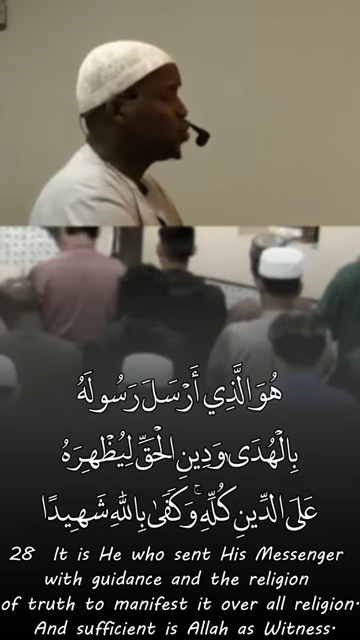 هُوَ الَّذِي أَرْسَلَ رَسُولَهُ
بِالْهُدَىٰ وَدِينِ الْحَقِّ لِيُظْهِرَهُ
عَلَى الدِّينِ كُلِّهِ ۚ وَكَفَىٰ بِاللَّهِ شَهِيدًا
28 It is He who sent His Messenger
with guidance and the religion
of truth to manifest it over all religion.
And sufficient is Allah as Witness.